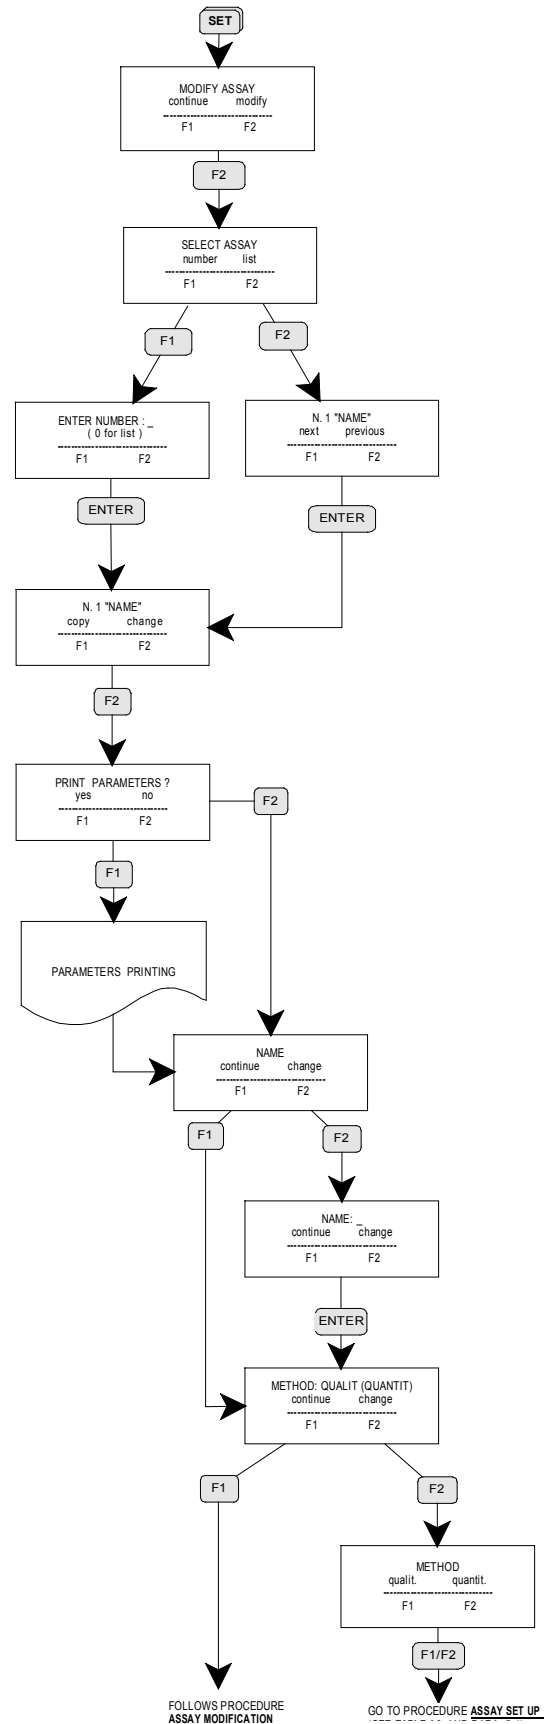 SET
MODIFY ASSAY
continue modify
F1 F2
F2
SELECT ASSAY
number list
F1 F2
F1
F2
ENTER NUMBER : _
( 0 for list )
F1 F2
N. 1 "NAME"
next previous
F1 F2
ENTER
ENTER
N. 1 "NAME"
copy change
F1 F2
F2
PRINT PARAMETERS ?
yes no
F1 F2
F2
F1
PARAMETERS PRINTING
NAME
continue change
F1 F2
F1
F2
NAME: _
continue change
F1 F2
ENTER
METHOD: QUALIT (QUANTIT)
continue change
F1 F2
F1
F2
METHOD
qualit. quantit.
F1 F2
F1/F2
FOLLOWS PROCEDURE
ASSAY MODIFICATION
GO TO PROCEDURE ASSAY SET UP